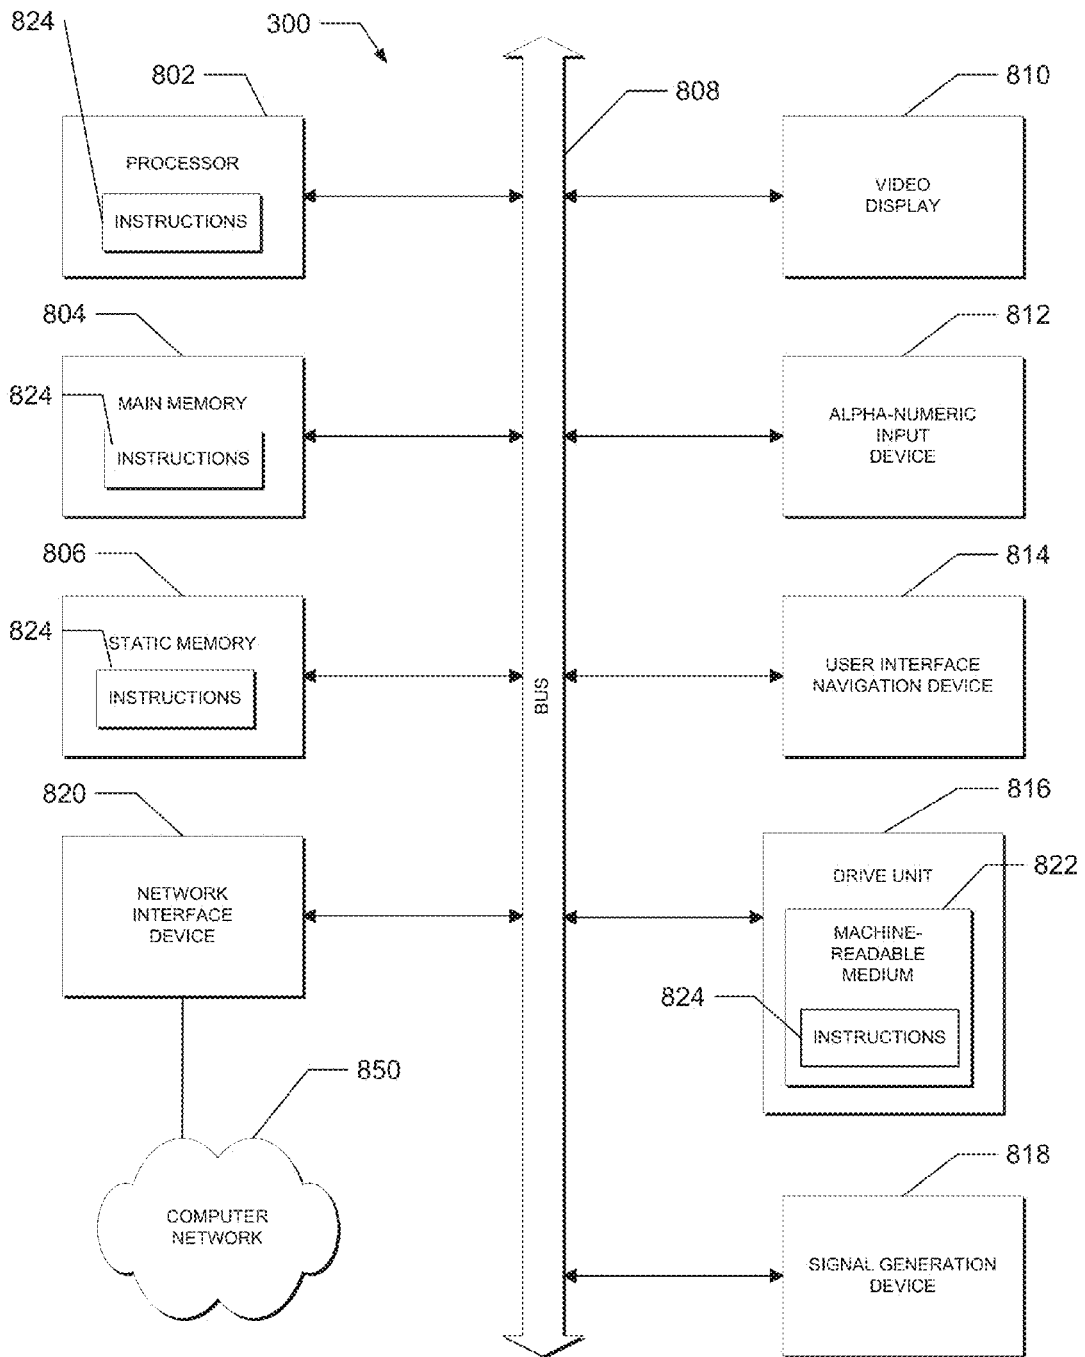 824
300
802
808
810
PROCESSOR
INSTRUCTIONS
VIDEO
DISPLAY
804
812
824
MAIN MEMORY
INSTRUCTIONS
ALPHA-NUMERIC
INPUT
DEVICE
806
814
824
STATIC MEMORY
INSTRUCTIONS
BUS
USER INTERFACE
NAVIGATION DEVICE
820
816
NETWORK
INTERFACE
DEVICE
DRIVE UNIT
822
MACHINE-
READABLE
MEDIUM
824
INSTRUCTIONS
850
COMPUTER
NETWORK
818
SIGNAL GENERATION
DEVICE